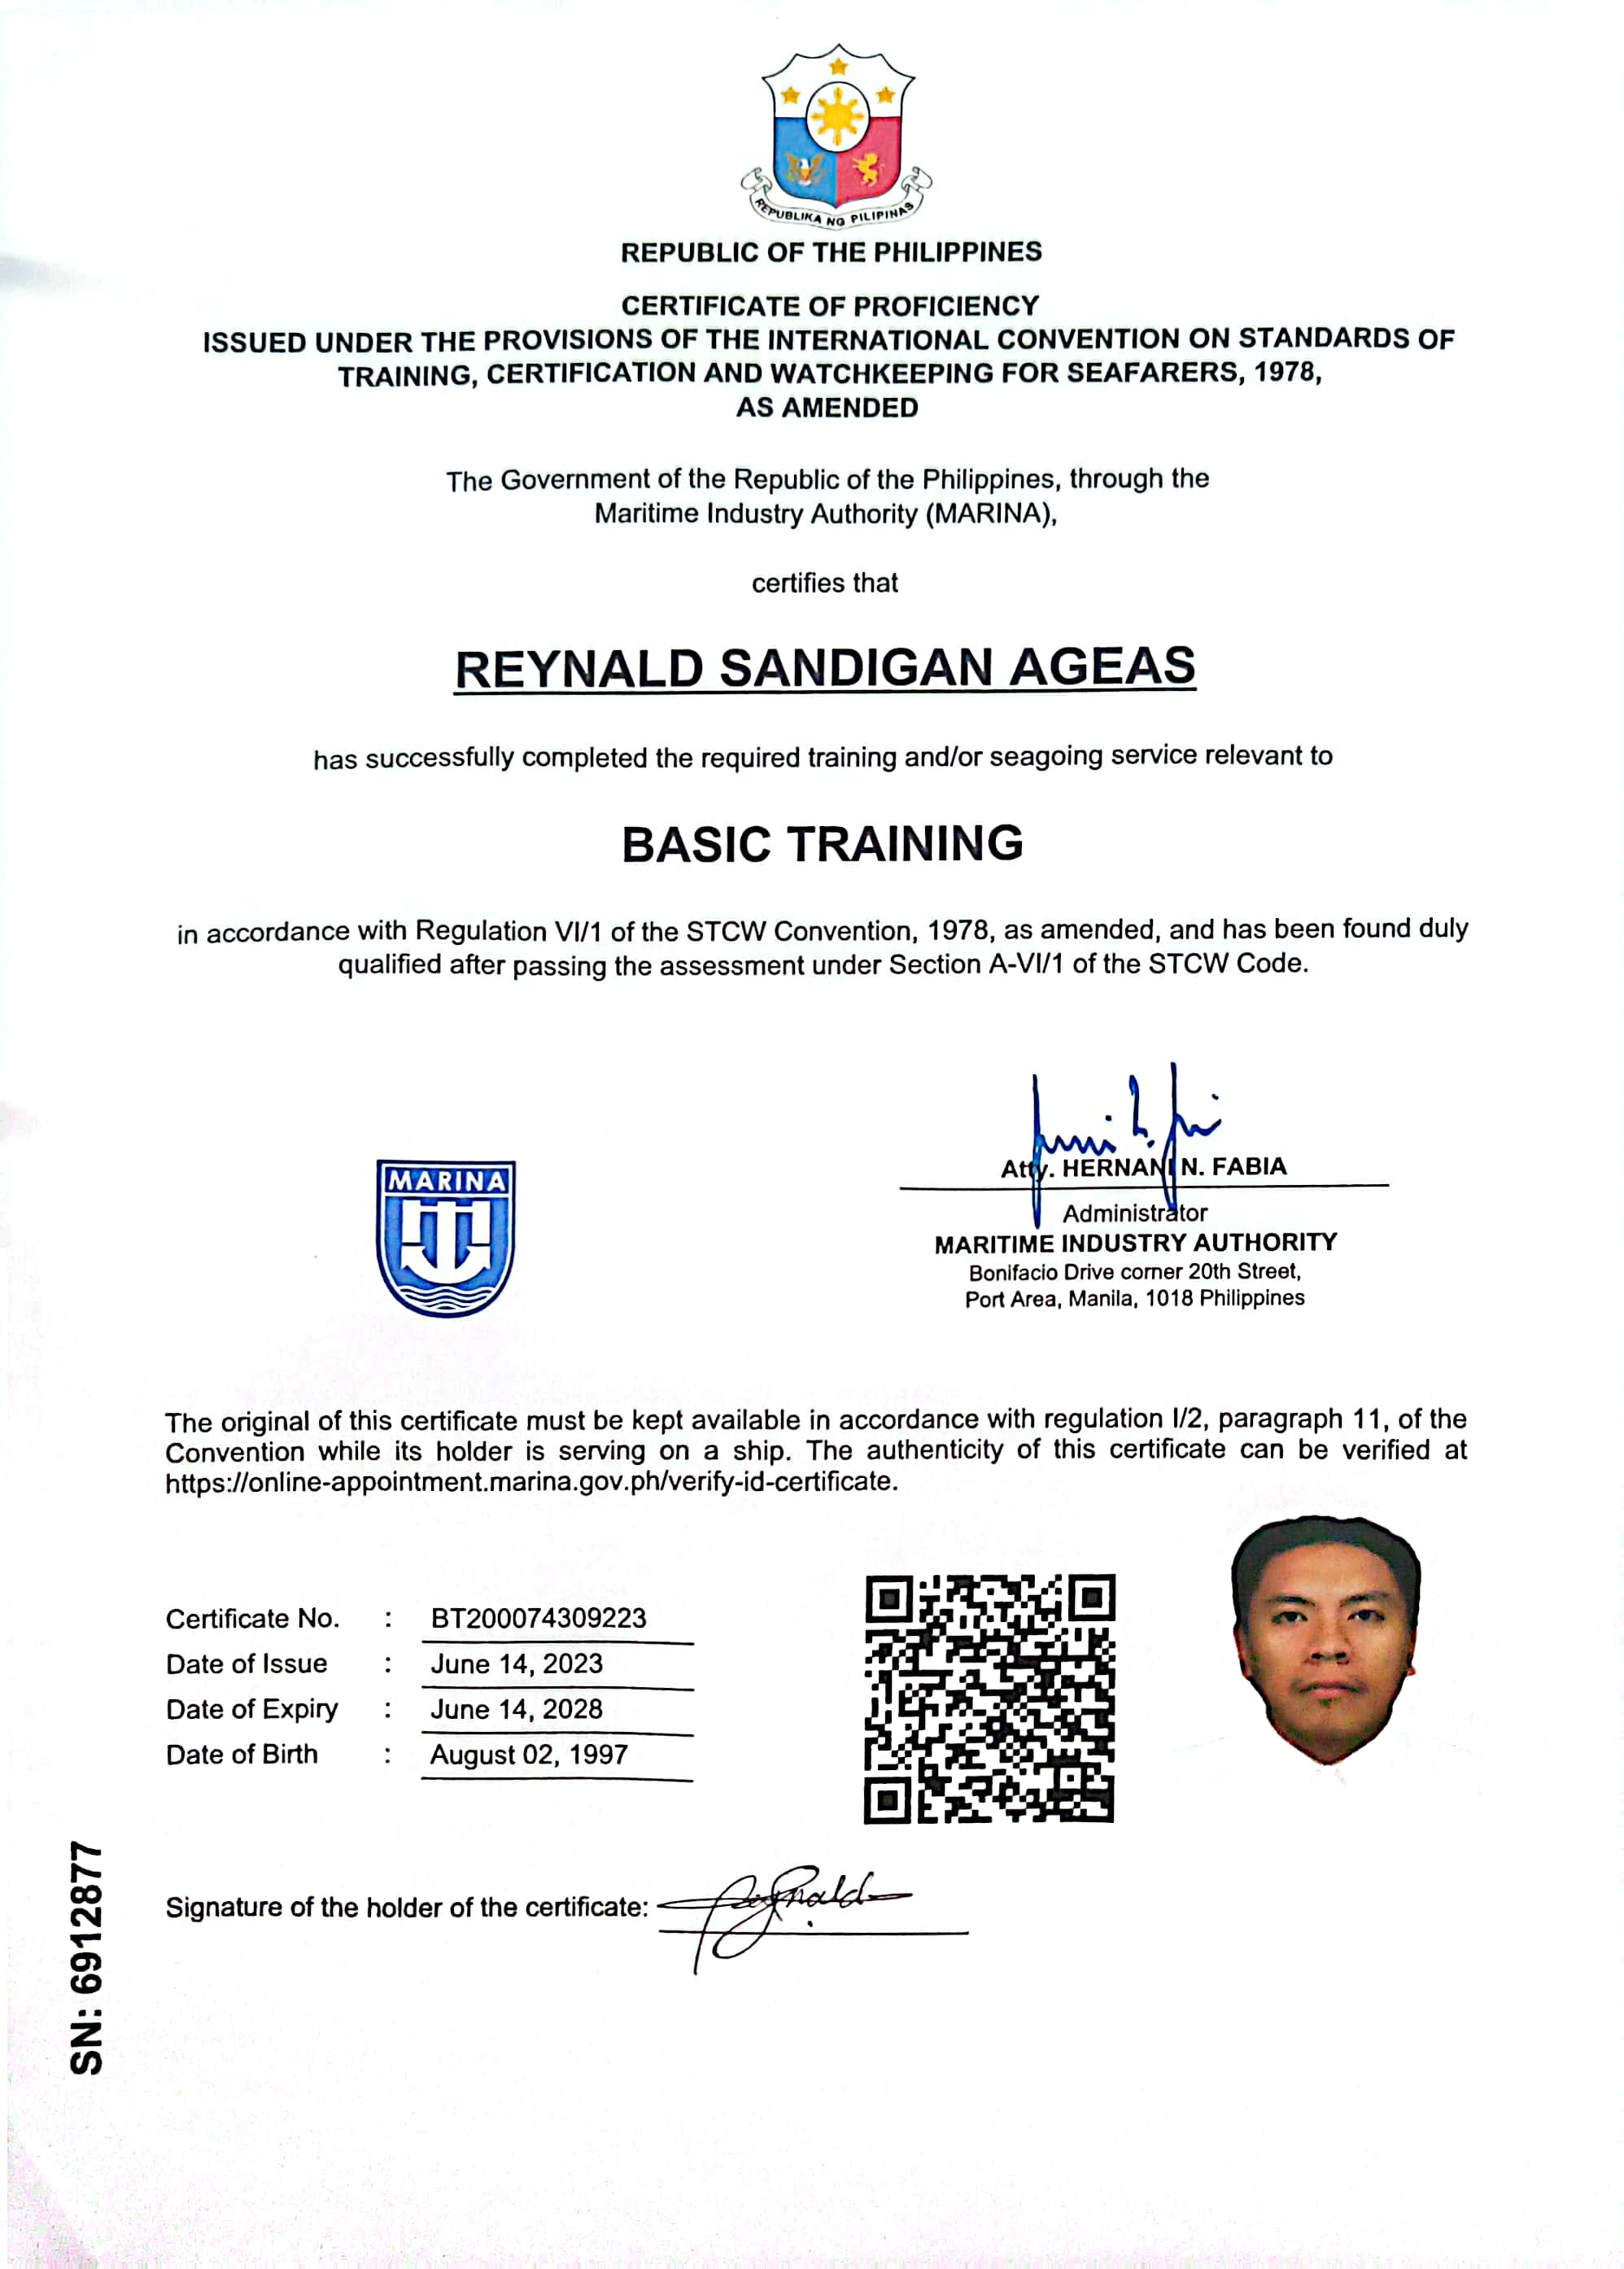 REPUBLIKA NG PILIPINAS
REPUBLIC OF THE PHILIPPINES
CERTIFICATE OF PROFICIENCY
ISSUED UNDER THE PROVISIONS OF THE INTERNATIONAL CONVENTION ON STANDARDS OF
TRAINING, CERTIFICATION AND WATCHKEEPING FOR SEAFARERS, 1978,
AS AMENDED
The Government of the Republic of the Philippines, through the
Maritime Industry Authority (MARINA),
certifies that
REYNALD SANDIGAN AGEAS
has successfully completed the required training and/or seagoing service relevant to
BASIC TRAINING
in accordance with Regulation VI/1 of the STCW Convention, 1978, as amended, and has been found duly
qualified after passing the assessment under Section A-VI/1 of the STCW Code.
MARINA
Atty. HERNANI N. FABIA
Administrator
MARITIME INDUSTRY AUTHORITY
Bonifacio Drive corner 20th Street,
Port Area, Manila, 1018 Philippines
The original of this certificate must be kept available in accordance with regulation I/2, paragraph 11, of the
Convention while its holder is serving on a ship. The authenticity of this certificate can be verified at
https://online-appointment.marina.gov.ph/verify-id-certificate.
Certificate No. : BT200074309223
Date of Issue : June 14, 2023
Date of Expiry : June 14, 2028
Date of Birth : August 02, 1997
Signature of the holder of the certificate: Reynald
SN: 6912877